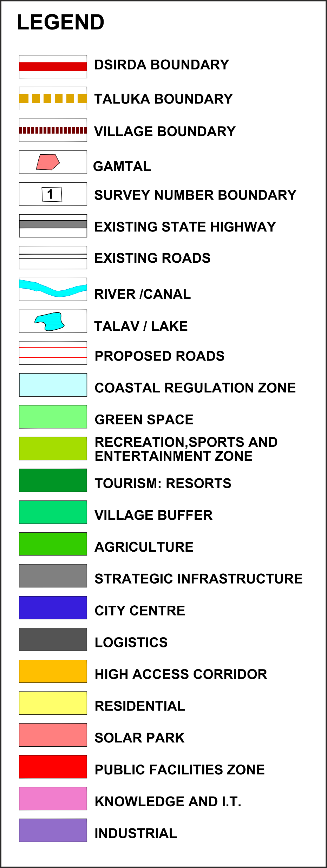 LEGEND
DSIRDA BOUNDARY
TALUKA BOUNDARY
VILLAGE BOUNDARY
GAMTAL
1 SURVEY NUMBER BOUNDARY
EXISTING STATE HIGHWAY
EXISTING ROADS
RIVER /CANAL
TALAV / LAKE
PROPOSED ROADS
COASTAL REGULATION ZONE
GREEN SPACE
RECREATION,SPORTS AND
ENTERTAINMENT ZONE
TOURISM: RESORTS
VILLAGE BUFFER
AGRICULTURE
STRATEGIC INFRASTRUCTURE
CITY CENTRE
LOGISTICS
HIGH ACCESS CORRIDOR
RESIDENTIAL
SOLAR PARK
PUBLIC FACILITIES ZONE
KNOWLEDGE AND I.T.
INDUSTRIAL